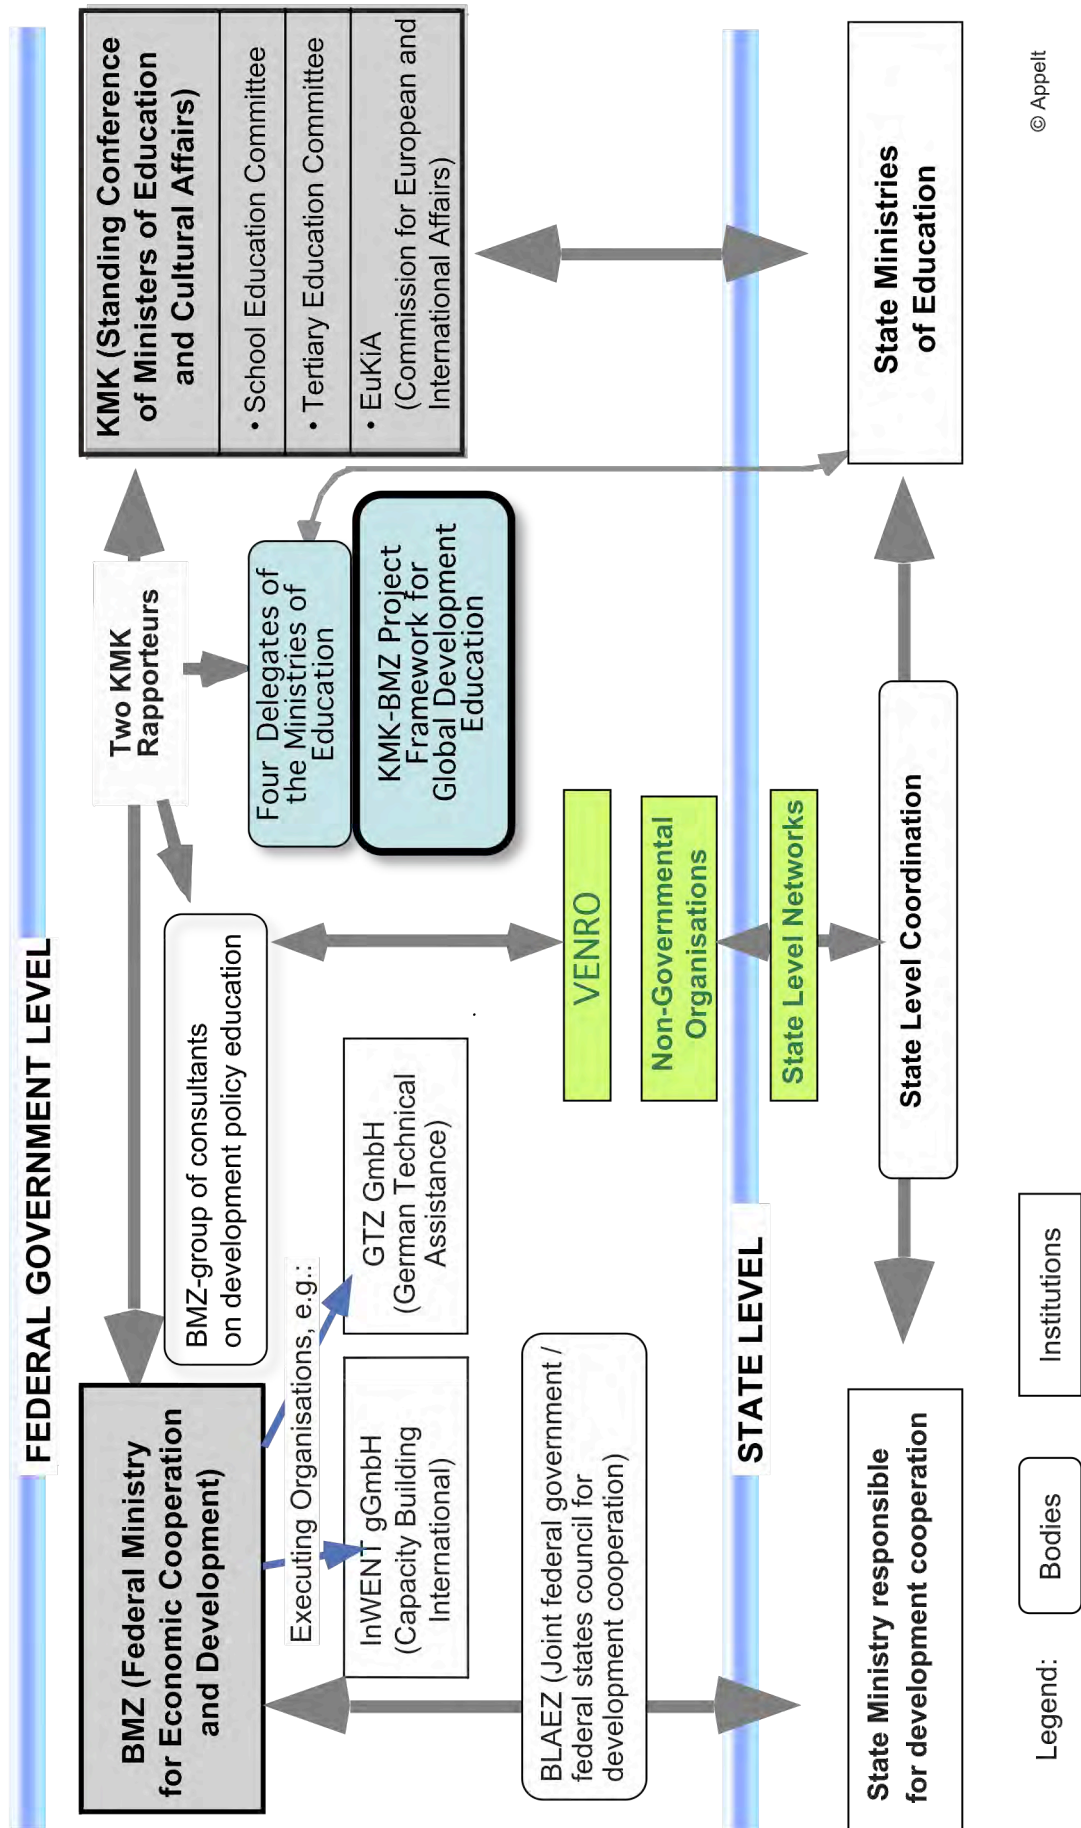 FEDERAL GOVERNMENT LEVEL
BMZ (Federal Ministry
for Economic Cooperation
and Development)
Two KMK
Rapporteurs
KMK (Standing Conference
of Ministers of Education
and Cultural Affairs)
• School Education Committee
• Tertiary Education Committee
• EuKiA
(Commission for European and
International Affairs)
BMZ-group of consultants
on development policy education
Four Delegates of
the Ministries of
Education
KMK-BMZ Project
Framework for
Global Development
Education
Executing Organisations, e.g.:
InWENT gGmbH
(Capacity Building
International)
GTZ GmbH
(German Technical
Assistance)
BLAEZ (Joint federal government /
federal states council for
development cooperation)
VENRO
Non-Governmental
Organisations
STATE LEVEL
State Level Networks
State Ministry responsible
for development cooperation
State Level Coordination
State Ministries
of Education
Legend:
Bodies
Institutions
© Appelt